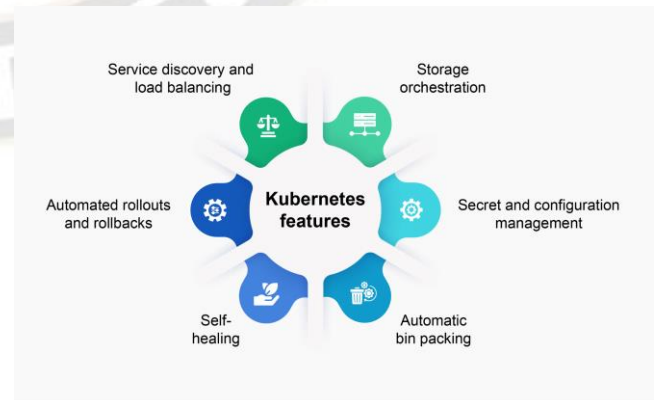 Service discovery and
load balancing
Storage
orchestration
Automated rollouts
and rollbacks
Kubernetes
features
Secret and configuration
management
Self-
healing
Automatic
bin packing